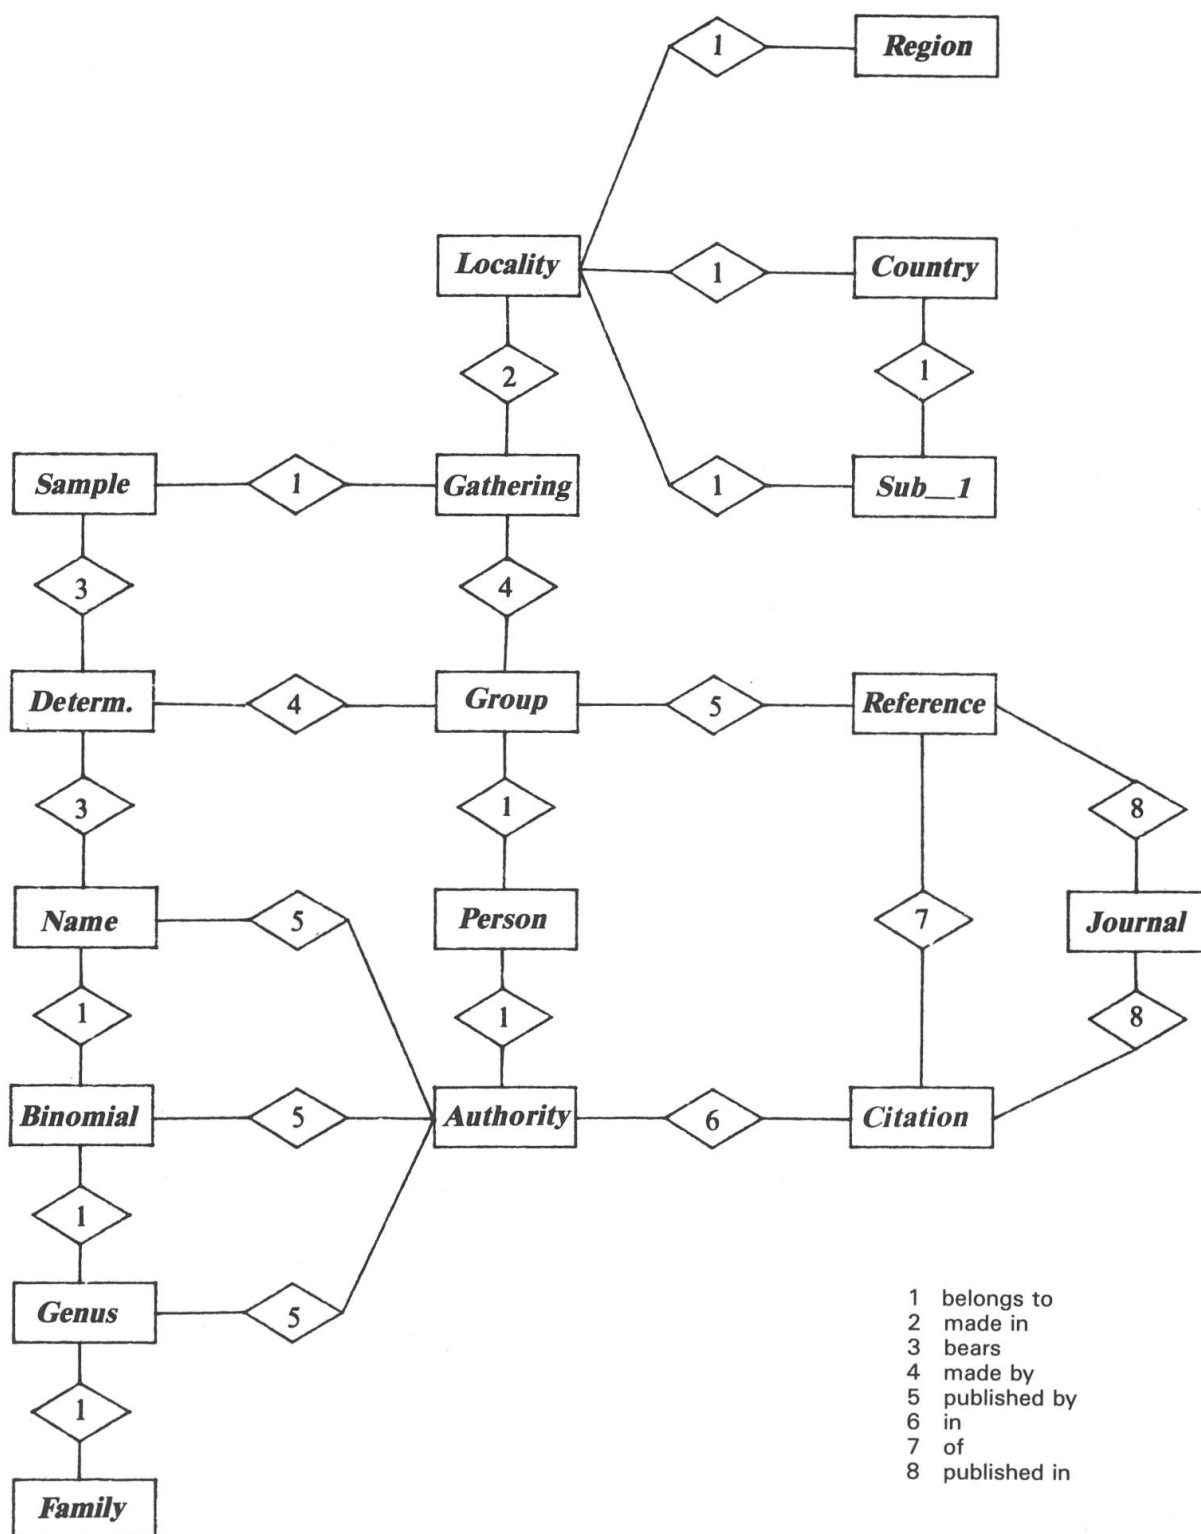 1 Region
Locality 1 Country
2 1
Sample 1 Gathering 1 Sub__1
3 4
Determ. 4 Group 5 Reference
3 1 8
Name 5 Person 7 Journal
1 1 8
Binomial 5 Authority 6 Citation
1
Genus 5
1
Family
1 belongs to
2 made in
3 bears
4 made by
5 published by
6 in
7 of
8 published in